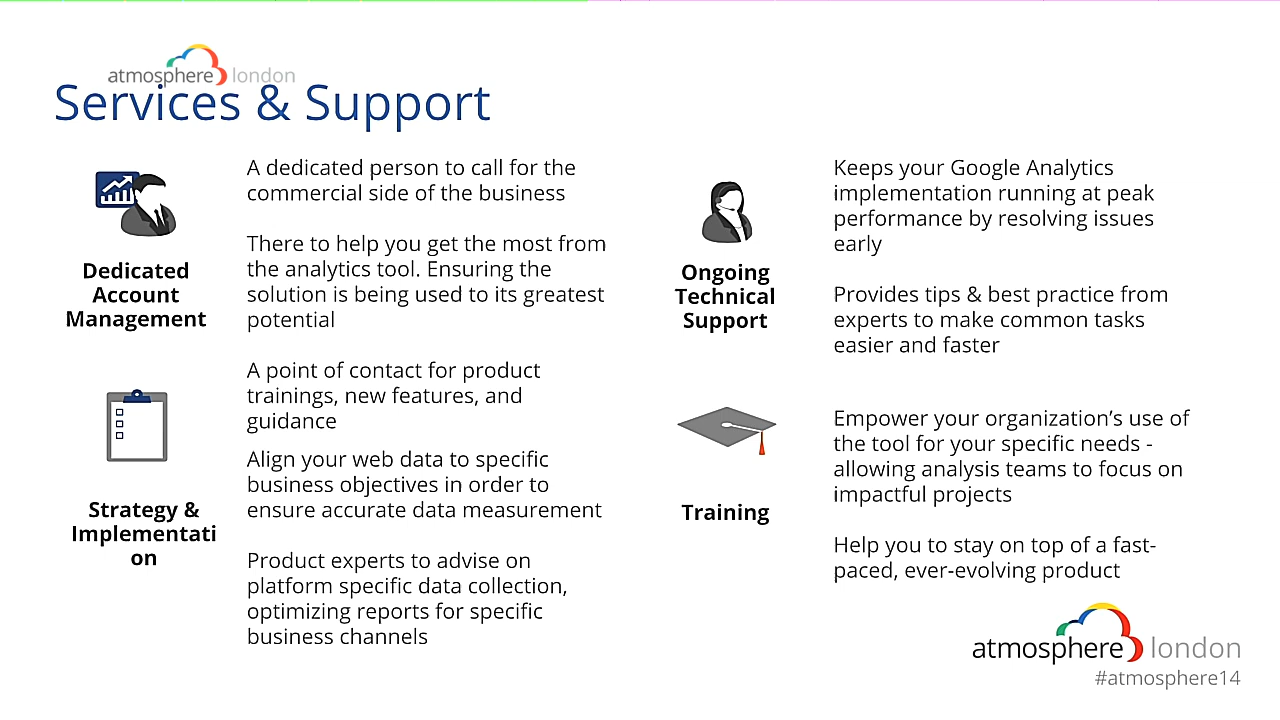 atmosphere london
Services & Support
Dedicated
Account
Management
A dedicated person to call for the
commercial side of the business
There to help you get the most from
the analytics tool. Ensuring the
solution is being used to its greatest
potential
A point of contact for product
trainings, new features, and
guidance
Strategy &
Implementati
on
Align your web data to specific
business objectives in order to
ensure accurate data measurement
Product experts to advise on
platform specific data collection,
optimizing reports for specific
business channels
Ongoing
Technical
Support
Keeps your Google Analytics
implementation running at peak
performance by resolving issues
early
Provides tips & best practice from
experts to make common tasks
easier and faster
Training
Empower your organization’s use of
the tool for your specific needs -
allowing analysis teams to focus on
impactful projects
Help you to stay on top of a fast-
paced, ever-evolving product
atmosphere london
#atmosphere14